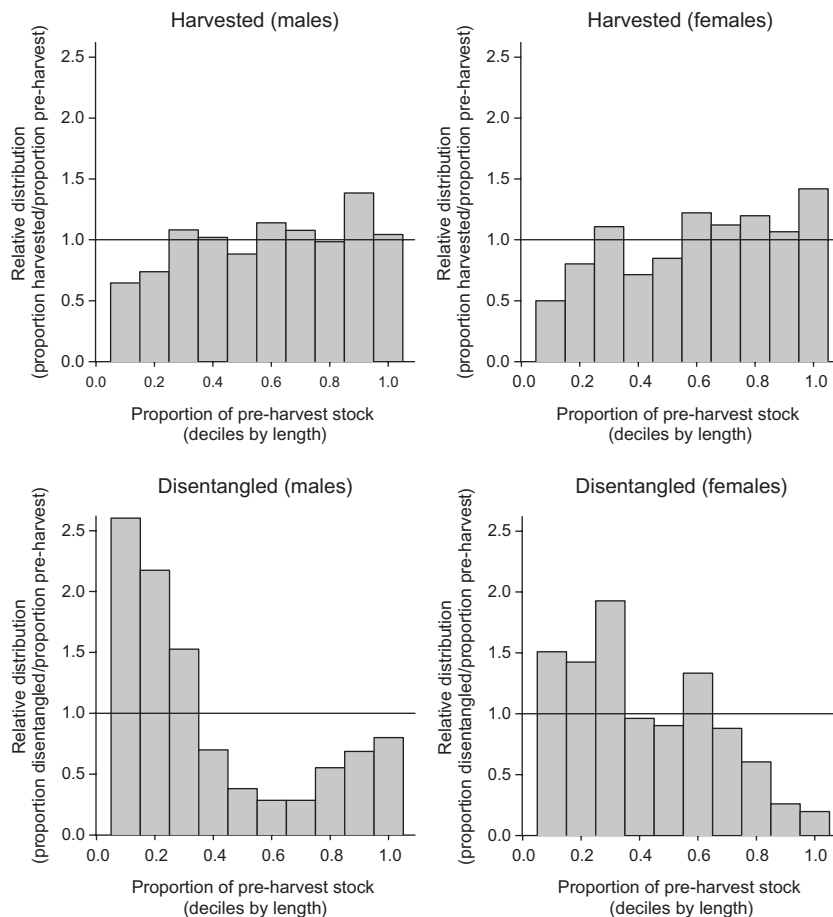 Harvested (males)
Relative distribution
(proportion harvested/proportion pre-harvest)
2.5
2.0
1.5
1.0
0.5
0.0
0.0 0.2 0.4 0.6 0.8 1.0
Proportion of pre-harvest stock
(deciles by length)
Harvested (females)
Relative distribution
(proportion harvested/proportion pre-harvest)
2.5
2.0
1.5
1.0
0.5
0.0
0.0 0.2 0.4 0.6 0.8 1.0
Proportion of pre-harvest stock
(deciles by length)
Disentangled (males)
Relative distribution
(proportion disentangled/proportion pre-harvest)
2.5
2.0
1.5
1.0
0.5
0.0
0.0 0.2 0.4 0.6 0.8 1.0
Proportion of pre-harvest stock
(deciles by length)
Disentangled (females)
Relative distribution
(proportion disentangled/proportion pre-harvest)
2.5
2.0
1.5
1.0
0.5
0.0
0.0 0.2 0.4 0.6 0.8 1.0
Proportion of pre-harvest stock
(deciles by length)